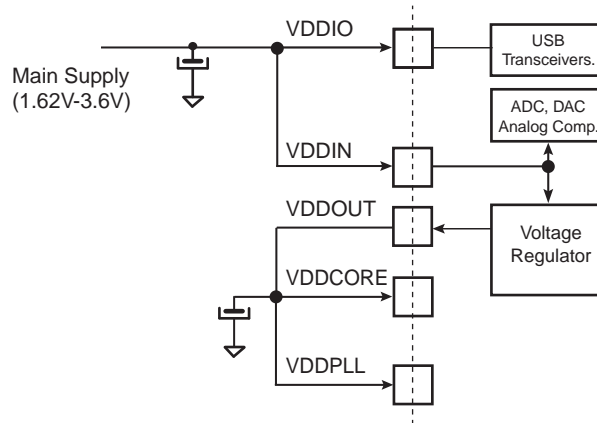 VDDIO
USB
Transceivers.
Main Supply
(1.62V-3.6V)
ADC, DAC
Analog Comp.
VDDIN
VDDOUT
Voltage
Regulator
VDDCORE
VDDPLL